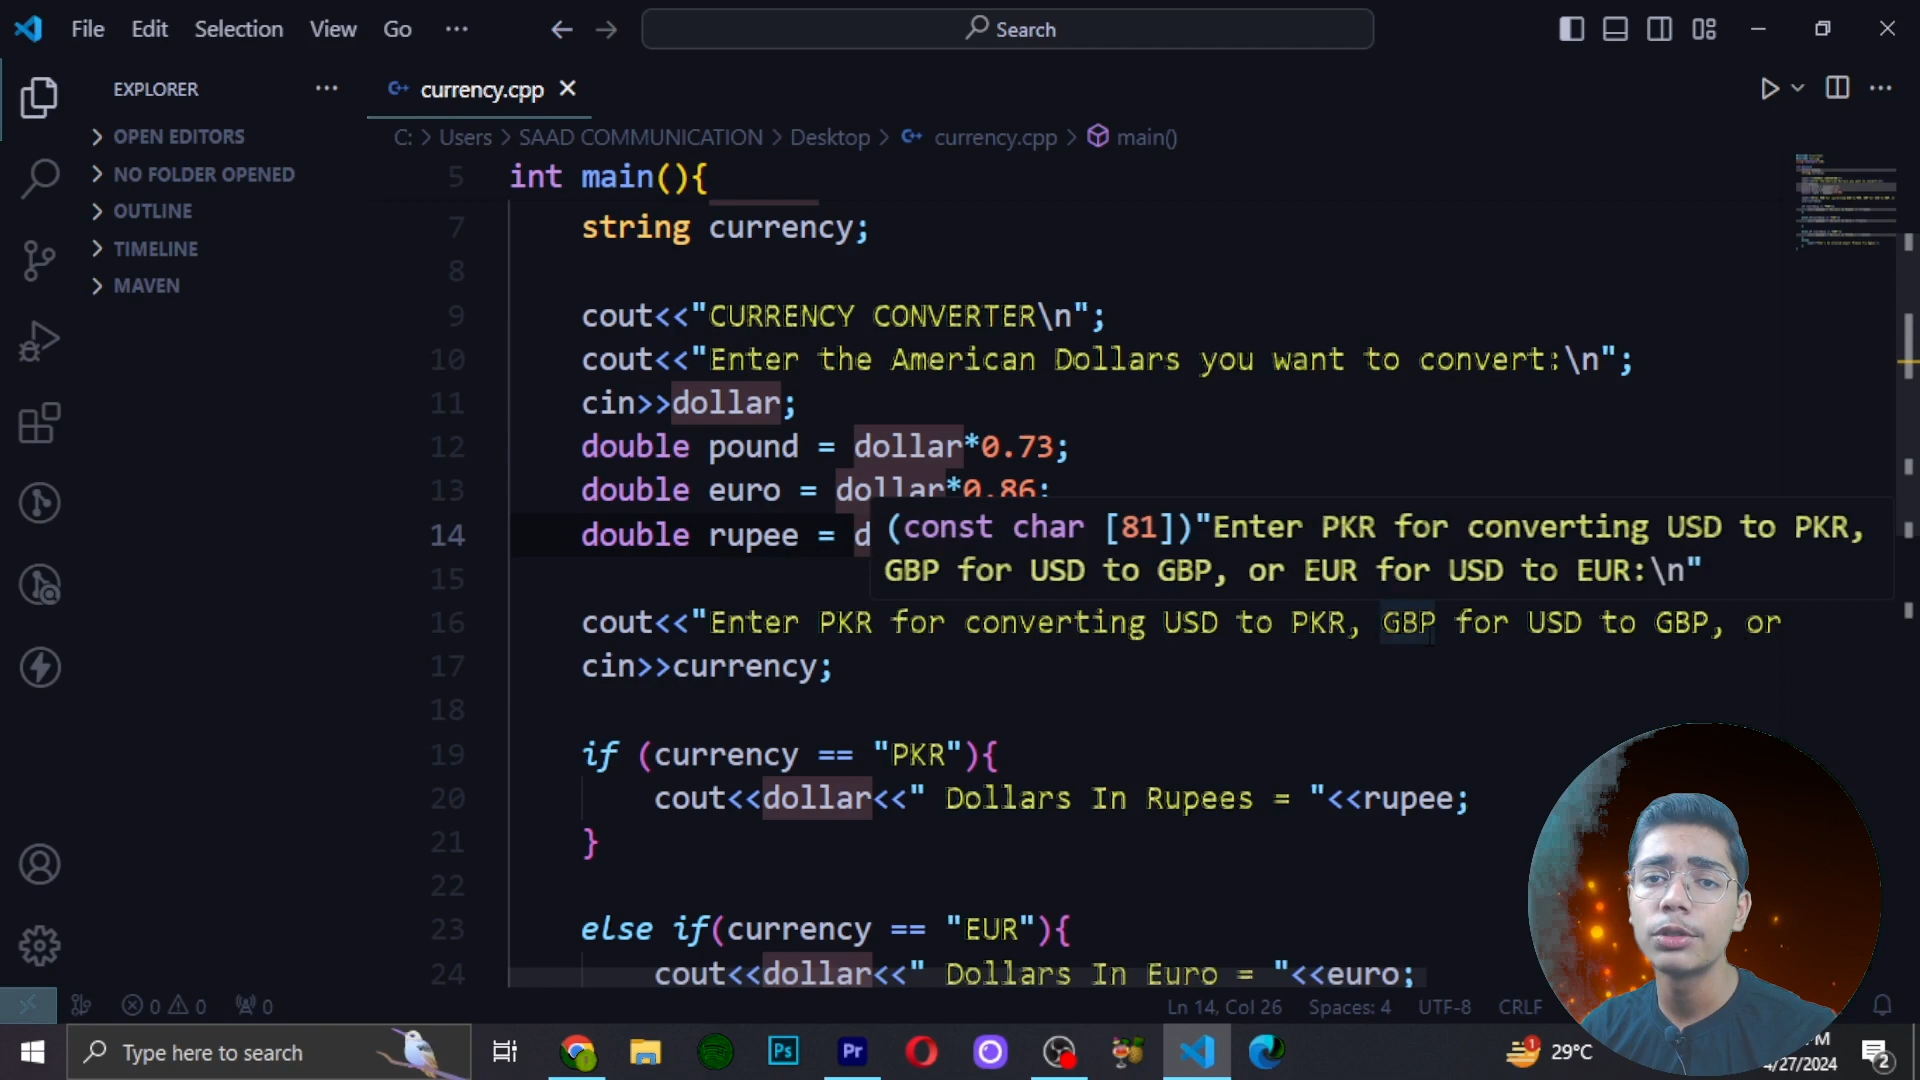 File Edit Selection View Go ··· Search
EXPLORER ···
currency.cpp
OPEN EDITORS
NO FOLDER OPENED
OUTLINE
TIMELINE
MAVEN
C: > Users > SAAD COMMUNICATION > Desktop > currency.cpp > main()
5 int main(){
7 string currency;
8
9 cout<<"CURRENCY CONVERTER\n";
10 cout<<"Enter the American Dollars you want to convert:\n";
11 cin>>dollar;
12 double pound = dollar*0.73;
13 double euro = dollar*0.86;
14 double rupee = d
(const char [81])"Enter PKR for converting USD to PKR,
GBP for USD to GBP, or EUR for USD to EUR:\n"
15
16 cout<<"Enter PKR for converting USD to PKR, GBP for USD to GBP, or
17 cin>>currency;
18
19 if (currency == "PKR"){
20 cout<<dollar<<" Dollars In Rupees = "<<rupee;
21 }
22
23 else if(currency == "EUR"){
24 cout<<dollar<<" Dollars In Euro = "<<euro;
0 0 0
Ln 14, Col 26 Spaces: 4 UTF-8 CRLF
Type here to search
Ps Pr
1 29°C
4/27/2024
2